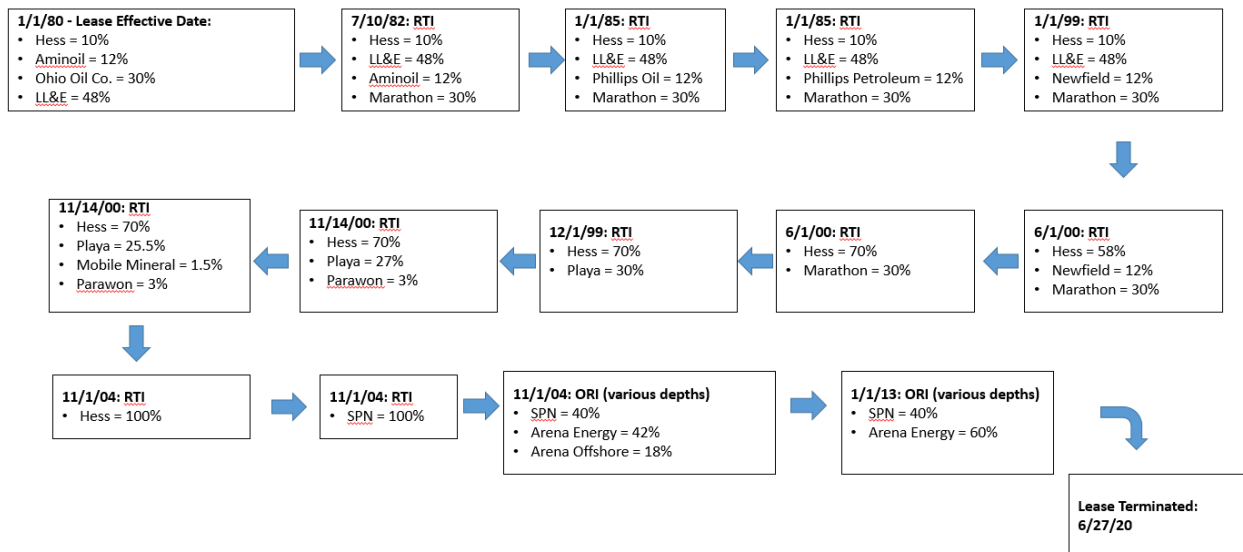 1/1/80 - Lease Effective Date:
• Hess = 10%
• Aminoil = 12%
• Ohio Oil Co. = 30%
• LL&E = 48%
7/10/82: RTI
• Hess = 10%
• LL&E = 48%
• Aminoil = 12%
• Marathon = 30%
1/1/85: RTI
• Hess = 10%
• LL&E = 48%
• Phillips Oil = 12%
• Marathon = 30%
1/1/85: RTI
• Hess = 10%
• LL&E = 48%
• Phillips Petroleum = 12%
• Marathon = 30%
1/1/99: RTI
• Hess = 10%
• LL&E = 48%
• Newfield = 12%
• Marathon = 30%
6/1/00: RTI
• Hess = 58%
• Newfield = 12%
• Marathon = 30%
6/1/00: RTI
• Hess = 70%
• Marathon = 30%
12/1/99: RTI
• Hess = 70%
• Playa = 30%
11/14/00: RTI
• Hess = 70%
• Playa = 27%
• Parawon = 3%
11/14/00: RTI
• Hess = 70%
• Playa = 25.5%
• Mobile Mineral = 1.5%
• Parawon = 3%
11/1/04: RTI
• Hess = 100%
11/1/04: RTI
• SPN = 100%
11/1/04: ORI (various depths)
• SPN = 40%
• Arena Energy = 42%
• Arena Offshore = 18%
1/1/13: ORI (various depths)
• SPN = 40%
• Arena Energy = 60%
Lease Terminated:
6/27/20